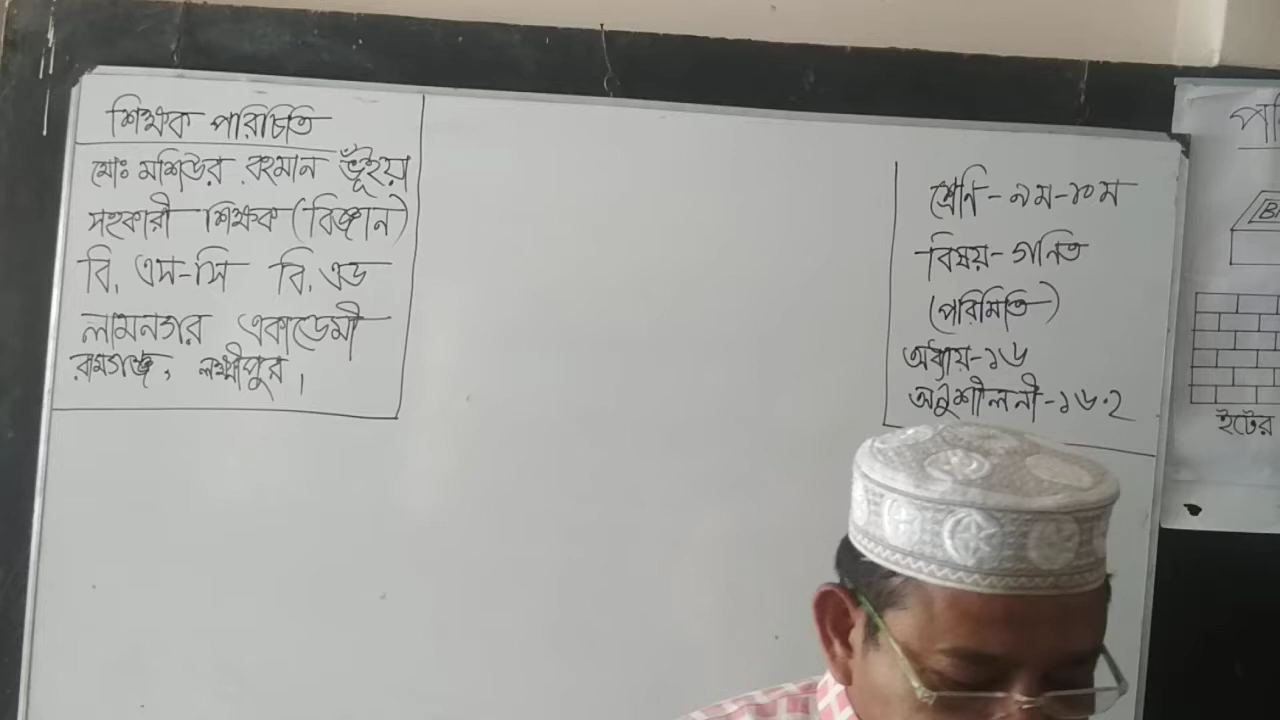 শিক্ষক পরিচিতি
মোঃ মশিউর রহমান ভূঁইয়া
সহকারী শিক্ষক (বিজ্ঞান)
বি. এস-সি বি. এড
লামনগর একাডেমী
রামগঞ্জ, লক্ষ্মীপুর।
শ্রেণি - ৯ম-১০ম
বিষয় - গনিত
(পরিমিতি)
অধ্যায়-১৬
অনুশীলনী-১৬.২
B
ইটের